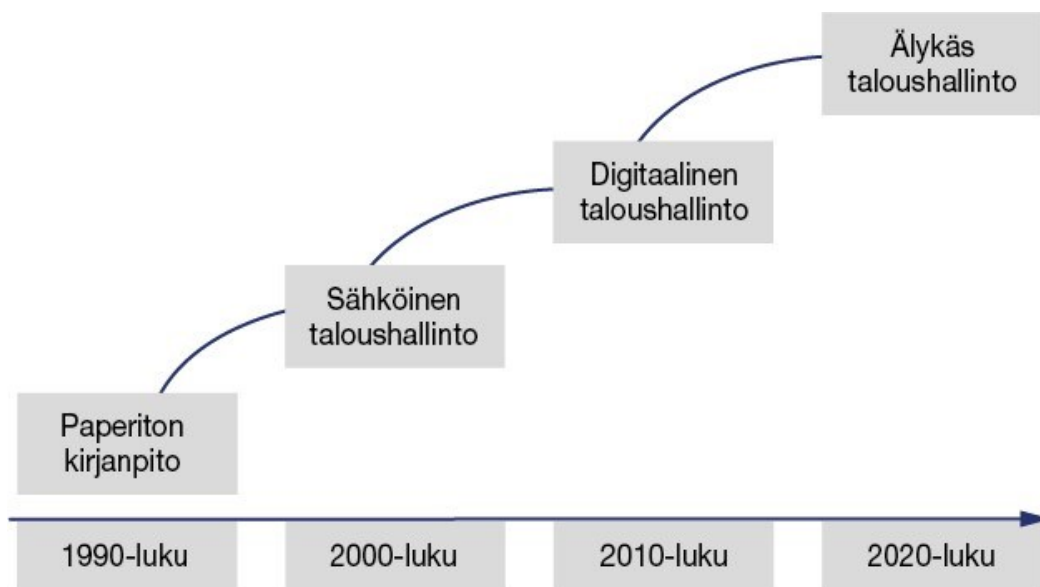 Älykäs
taloushallinto
Digitaalinen
taloushallinto
Sähköinen
taloushallinto
Paperiton
kirjanpito
1990-luku
2000-luku
2010-luku
2020-luku